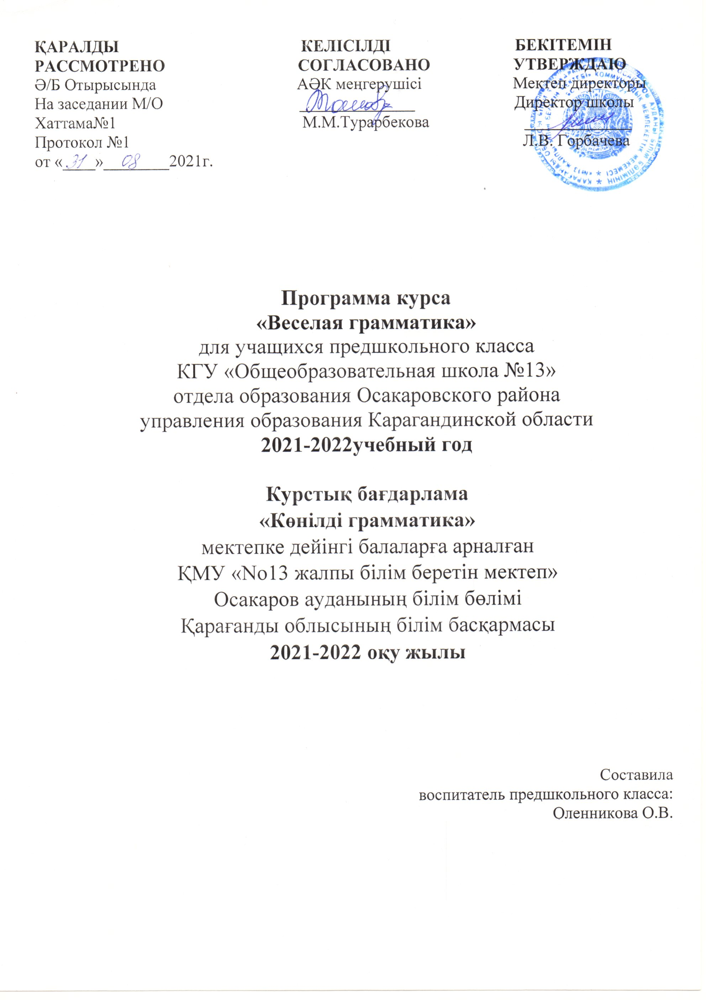 ҚАРАЛДЫ
РАССМОТРЕНО
Ә/Б Отырысында
На заседании М/О
Хаттама№1
Протокол №1
от «31» 08 2021г.
КЕЛІСІЛДІ
СОГЛАСОВАНО
АӘК меңгерушісі
М.М.Турарбекова
БЕКІТЕМІН
УТВЕРЖДАЮ
Мектеп директоры
Директор школы
Л.В. Горбачева
Программа курса
«Веселая грамматика»
для учащихся предшкольного класса
КГУ «Общеобразовательная школа №13»
отдела образования Осакаровского района
управления образования Карагандинской области
2021-2022учебный год
Курстық бағдарлама
«Көнілді грамматика»
мектепке дейінгі балаларға арналған
ҚМУ «No13 жалпы білім беретін мектеп»
Осакаров ауданының білім бөлімі
Қарағанды облысының білім басқармасы
2021-2022 оқу жылы
Составила
воспитатель предшкольного класса:
Оленникова О.В.